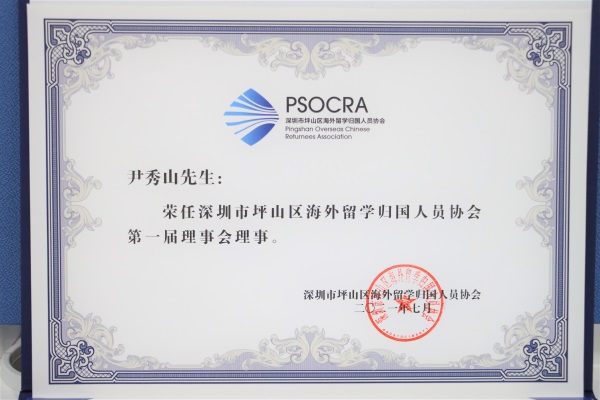 PSOCRA
深圳市坪山区海外留学归国人员协会
Pingshan Overseas Chinese
Returnees Association
尹秀山先生：
荣任深圳市坪山区海外留学归国人员协会
第一届理事会理事。
深圳市坪山区海外留学归国人员协会
二〇二一年七月